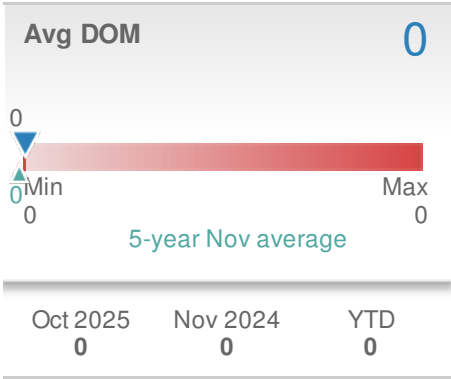 Avg DOM 0
0
0
Min Max
0 0
5-year Nov average
Oct 2025 Nov 2024 YTD
0 0 0